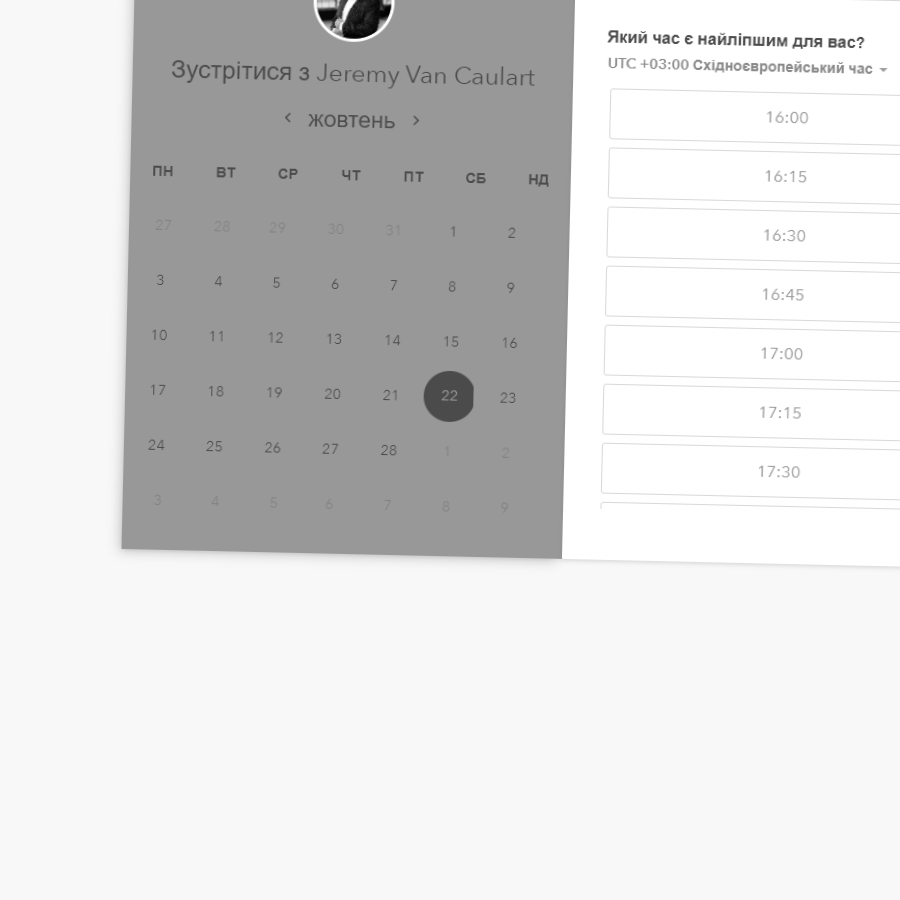 Зустрітися з Jeremy Van Caulart
жовтень
ПН ВТ СР ЧТ ПТ СБ НД
27 28 29 30 31 1 2
3 4 5 6 7 8 9
10 11 12 13 14 15 16
17 18 19 20 21 22 23
24 25 26 27 28 1 2
3 4 5 6 7 8 9
Який час є найліпшим для вас?
UTC +03:00 Східноєвропейський час
16:00
16:15
16:30
16:45
17:00
17:15
17:30